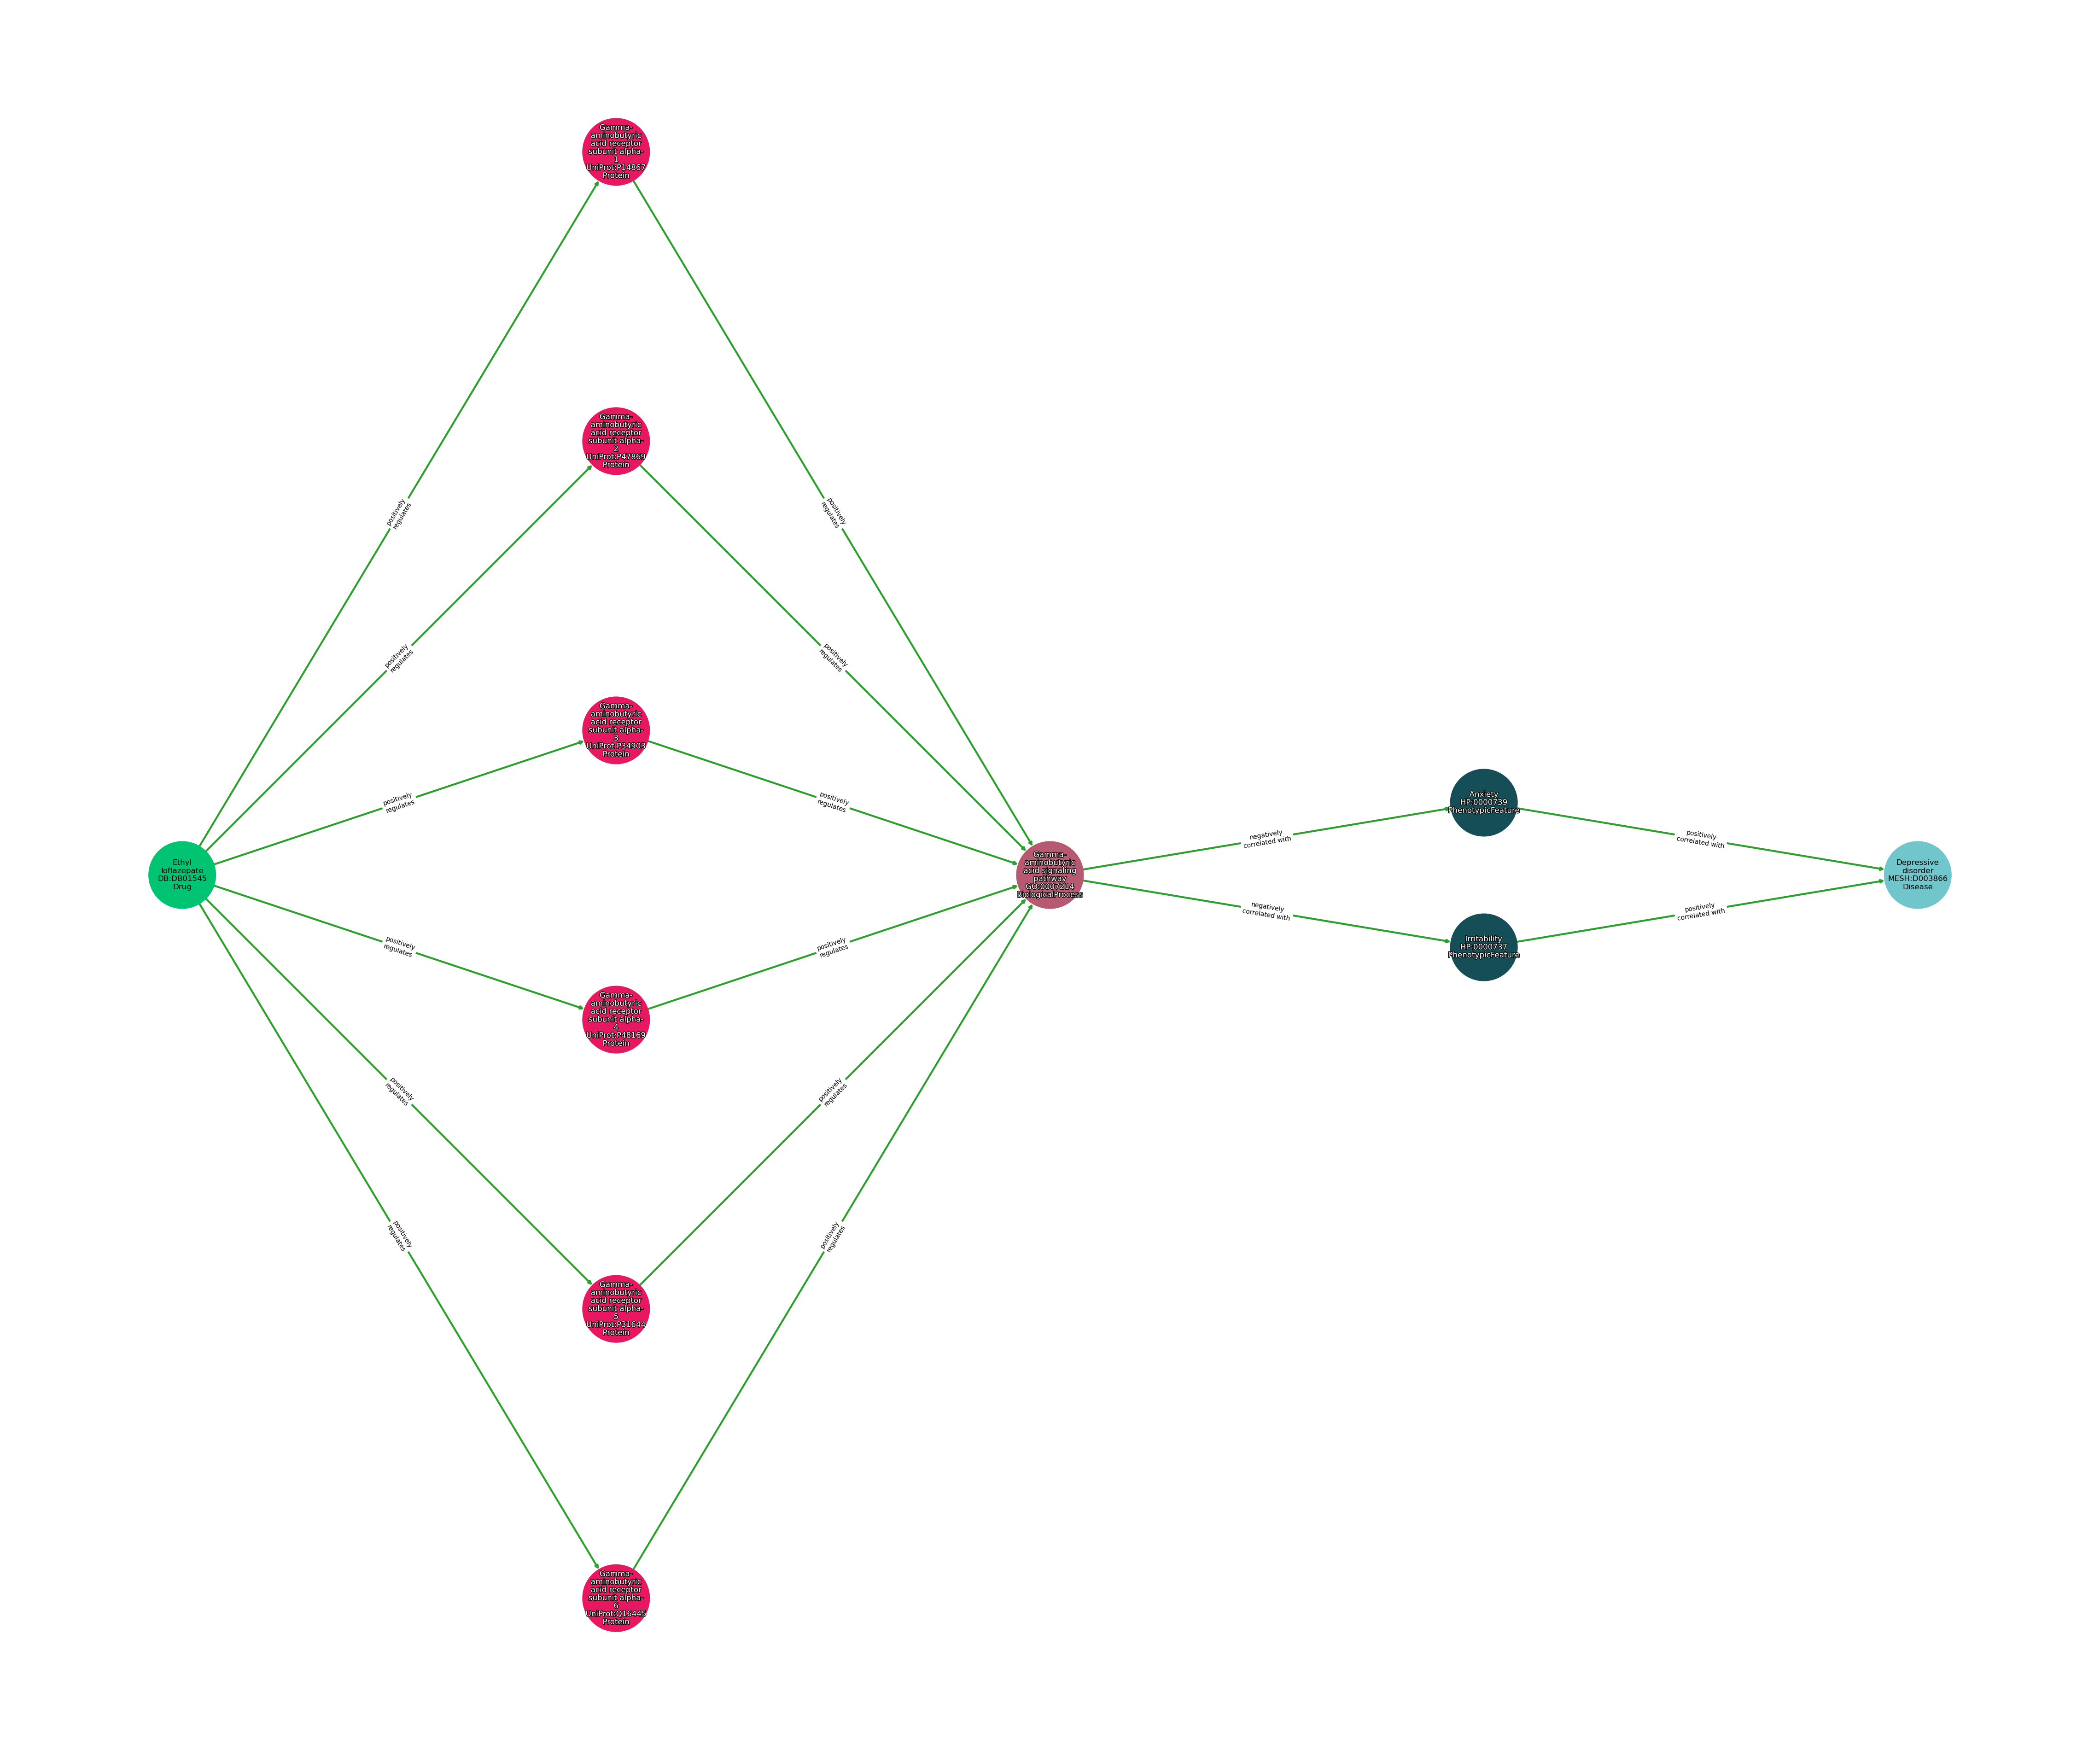 Gamma-
aminobutyric
acid receptor
subunit alpha-
1
UniProt:P14867
Protein
Gamma-
aminobutyric
acid receptor
subunit alpha-
2
UniProt:P47869
Protein
positively
regulates
positively
regulates
positively
regulates
positively
regulates
Gamma-
aminobutyric
acid receptor
subunit alpha-
3
UniProt:P34903
Protein
positively
regulates
positively
regulates
Anxiety
HP:0000739
PhenotypicFeature
negatively
correlated with
positively
correlated with
Ethyl
loflazepate
DB:DB01545
Drug
Gamma-
aminobutyric
acid signaling
pathway
GO:0007214
BiologicalProcess
Depressive
disorder
MESH:D003866
Disease
negatively
correlated with
positively
correlated with
Irritability
HP:0000737
PhenotypicFeature
positively
regulates
positively
regulates
Gamma-
aminobutyric
acid receptor
subunit alpha-
4
UniProt:P48169
Protein
positively
regulates
positively
regulates
positively
regulates
positively
regulates
Gamma-
aminobutyric
acid receptor
subunit alpha-
5
UniProt:P31644
Protein
Gamma-
aminobutyric
acid receptor
subunit alpha-
6
UniProt:Q16445
Protein